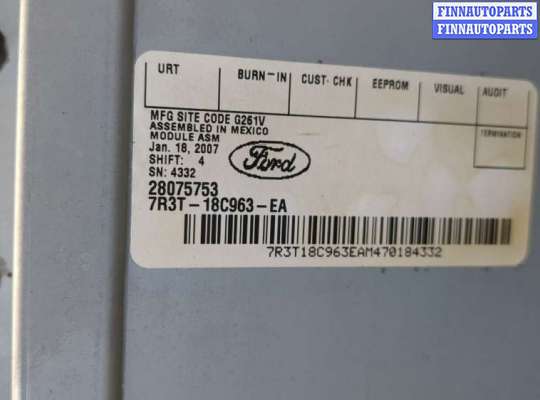 FINNAUTOPARTS
FINNAUTOPARTS
URT
BURN-IN
CUST· CHK
EEPROM
VISUAL
AUDIT
TERMINATION
MFG SITE CODE G261V
ASSEMBLED IN MEXICO
MODULE ASM
Jan. 18, 2007
SHIFT: 4
SN: 4332
Ford
28075753
7R3T-18C963-EA
7R3T18C963EAM470184332